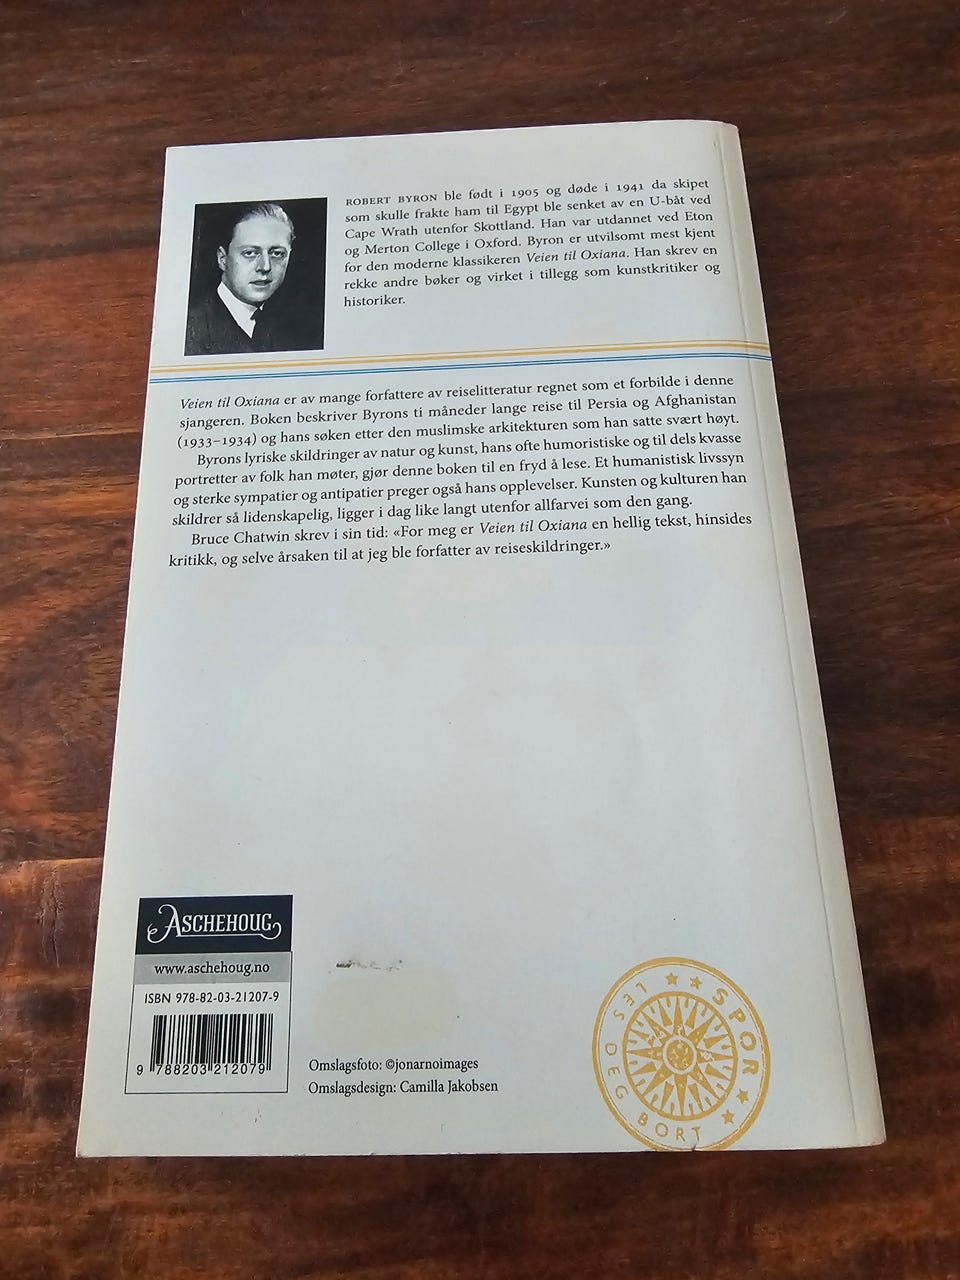 ROBERT BYRON ble født i 1905 og døde i 1941 da skipet
som skulle frakte ham til Egypt ble senket av en U-båt ved
Cape Wrath utenfor Skottland. Han var utdannet ved Eton
og Merton College i Oxford. Byron er utvilsomt mest kjent
for den moderne klassikeren Veien til Oxiana. Han skrev en
rekke andre bøker og virket i tillegg som kunstkritiker og
historiker.
Veien til Oxiana er av mange forfattere av reiselitteratur regnet som et forbilde i denne
sjangeren. Boken beskriver Byrons ti måneder lange reise til Persia og Afghanistan
(1933–1934) og hans søken etter den muslimske arkitekturen som han satte svært høyt.
Byrons lyriske skildringer av natur og kunst, hans ofte humoristiske og til dels kvasse
portretter av folk han møter, gjør denne boken til en fryd å lese. Et humanistisk livssyn
og sterke sympatier og antipatier preger også hans opplevelser. Kunsten og kulturen han
skildrer så lidenskapelig, ligger i dag like langt utenfor allfarvei som den gang.
Bruce Chatwin skrev i sin tid: «For meg er Veien til Oxiana en hellig tekst, hinsides
kritikk, og selve årsaken til at jeg ble forfatter av reiseskildringer.»
ASCHEHOUG
www.aschehoug.no
ISBN 978-82-03-21207-9
9 788203 212079
Omslagsfoto: ©jonarnoimages
Omslagsdesign: Camilla Jakobsen
SPOR
LES DEG BORT